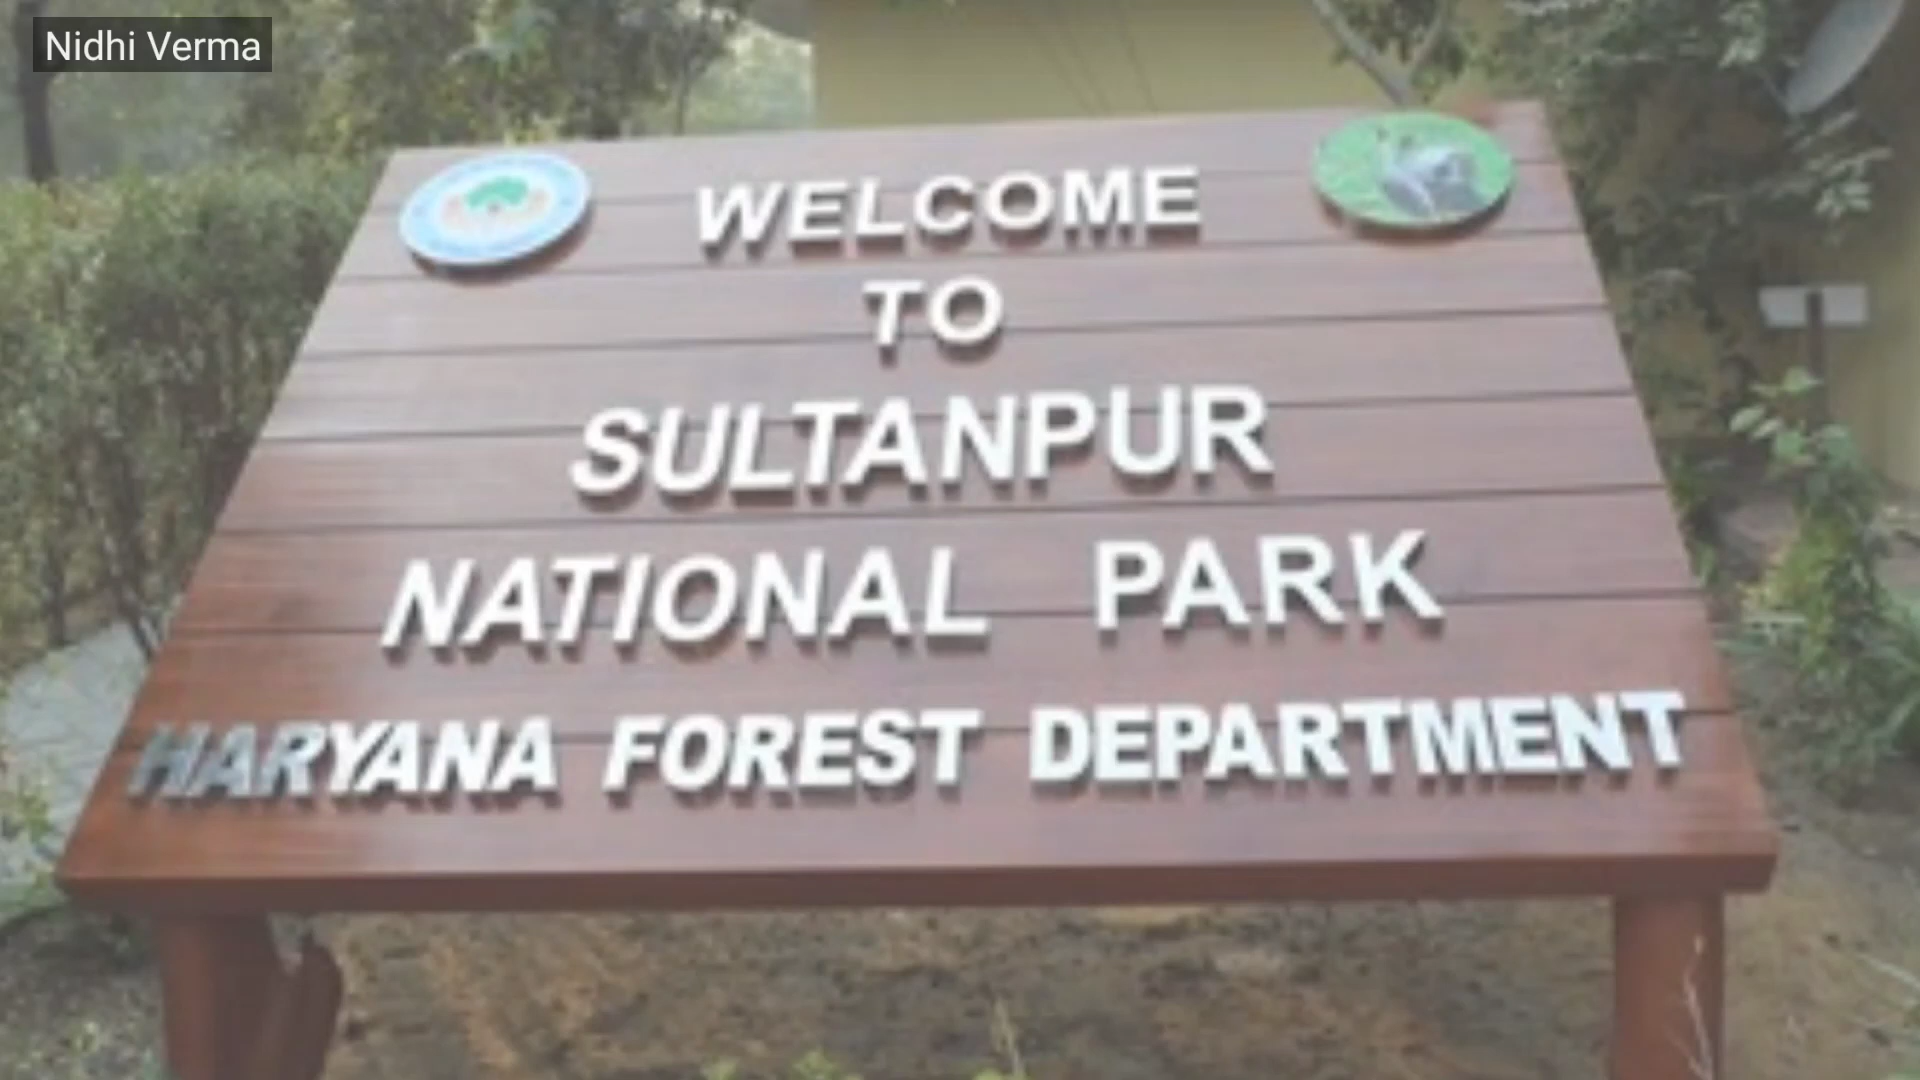 Nidhi Verma
WELCOME
TO
SULTANPUR
NATIONAL PARK
HARYANA FOREST DEPARTMENT